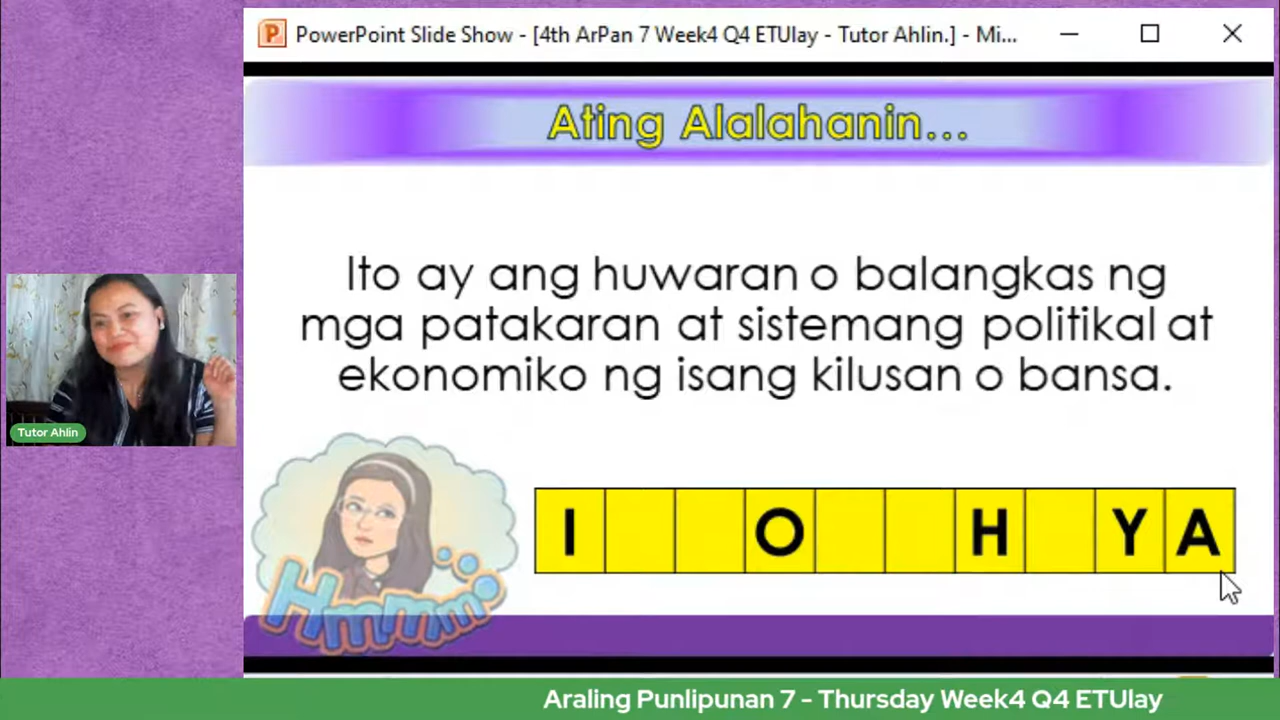 PowerPoint Slide Show - [4th ArPan 7 Week4 Q4 ETUlay - Tutor Ahlin.] - Mi...
Ating Alalahanin...
Ito ay ang huwaran o balangkas ng
mga patakaran at sistemang politikal at
ekonomiko ng isang kilusan o bansa.
Tutor Ahlin
Hmmm
I O H Y A
Araling Punlipunan 7 - Thursday Week4 Q4 ETUlay